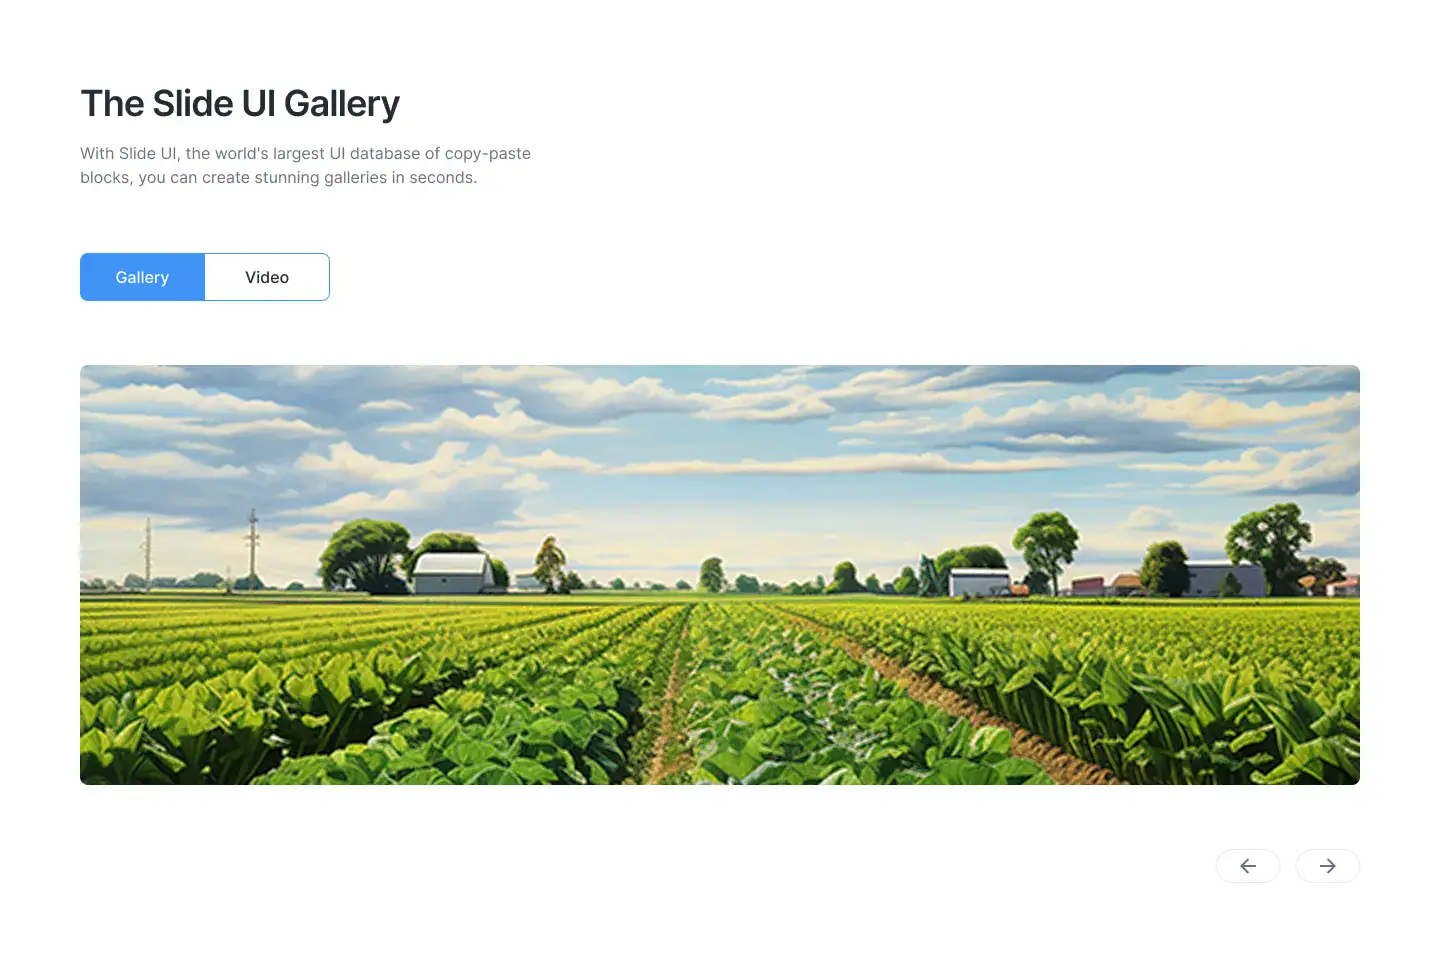 The Slide UI Gallery
With Slide UI, the world's largest UI database of copy-paste
blocks, you can create stunning galleries in seconds.
Gallery
Video